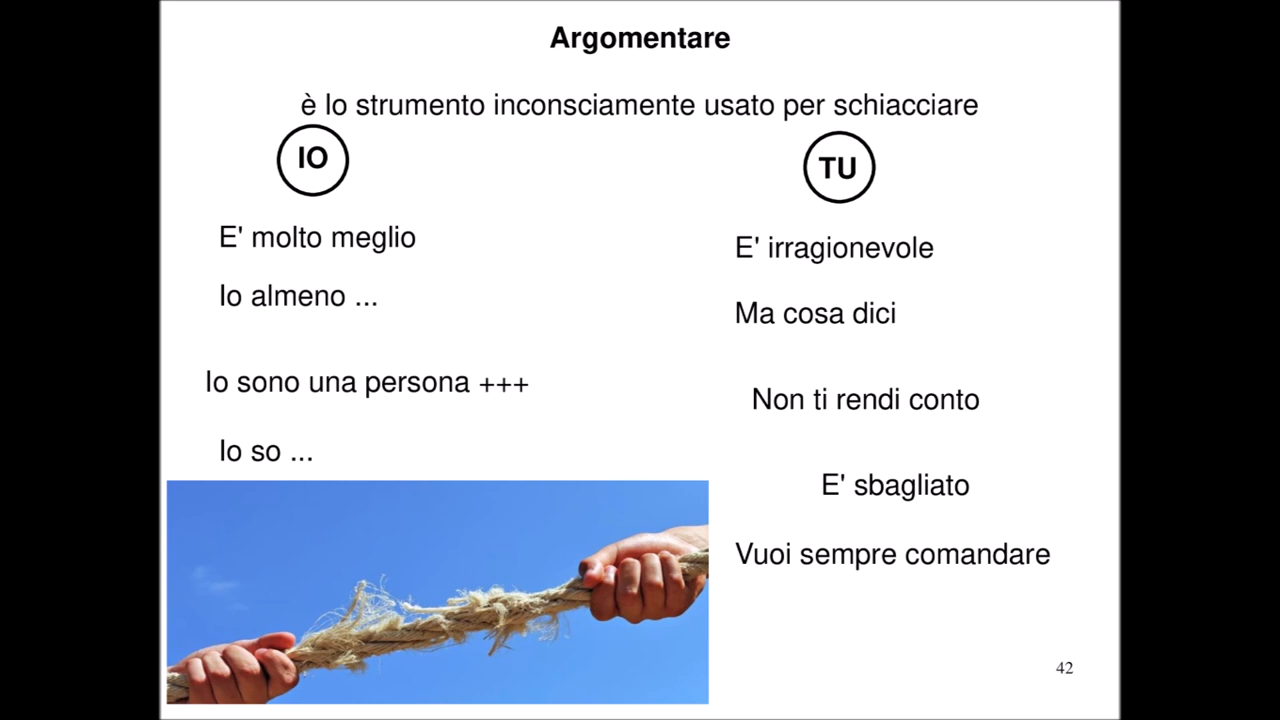 Argomentare
è lo strumento inconsciamente usato per schiacciare
IO
E' molto meglio
Io almeno ...
Io sono una persona +++
Io so ...
TU
E' irragionevole
Ma cosa dici
Non ti rendi conto
E' sbagliato
Vuoi sempre comandare
42